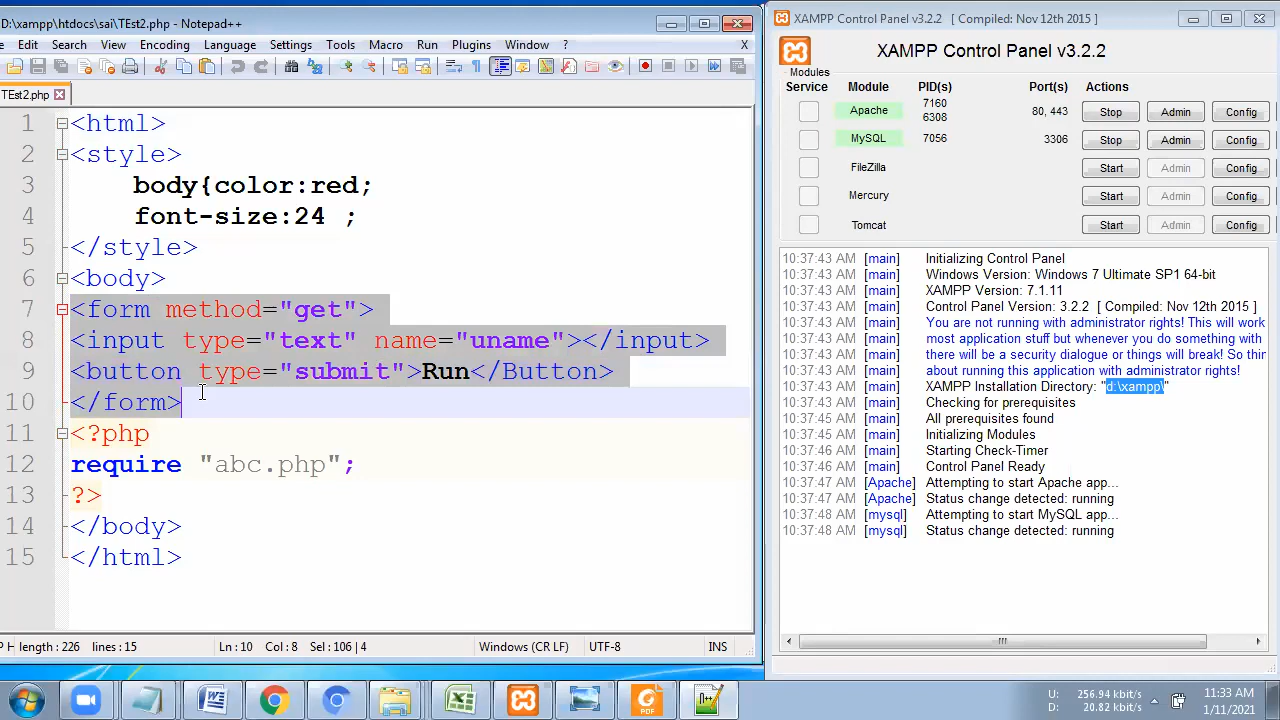 D:\xampp\htdocs\sai\TEst2.php - Notepad++
Edit Search View Encoding Language Settings Tools Macro Run Plugins Window ? X
TEst2.php
1 <html>
2 <style>
3 body{color:red;
4 font-size:24 ;
5 </style>
6 <body>
7 <form method="get">
8 <input type="text" name="uname"></input>
9 <button type="submit">Run</Button>
10 </form>
11 <?php
12 require "abc.php";
13 ?>
14 </body>
15 </html>
P H length : 226 lines : 15 Ln : 10 Col : 8 Sel : 106 | 4 Windows (CR LF) UTF-8 INS
XAMPP Control Panel v3.2.2 [ Compiled: Nov 12th 2015 ]
XAMPP Control Panel v3.2.2
Modules
Service Module PID(s) Port(s) Actions
Apache 7160 6308 80, 443 Stop Admin Config
MySQL 7056 3306 Stop Admin Config
FileZilla Start Admin Config
Mercury Start Admin Config
Tomcat Start Admin Config
10:37:43 AM [main] Initializing Control Panel
10:37:43 AM [main] Windows Version: Windows 7 Ultimate SP1 64-bit
10:37:43 AM [main] XAMPP Version: 7.1.11
10:37:43 AM [main] Control Panel Version: 3.2.2 [ Compiled: Nov 12th 2015 ]
10:37:43 AM [main] You are not running with administrator rights! This will work
10:37:43 AM [main] most application stuff but whenever you do something with
10:37:43 AM [main] there will be a security dialogue or things will break! So thin
10:37:43 AM [main] about running this application with administrator rights!
10:37:43 AM [main] XAMPP Installation Directory: "d:\xampp\"
10:37:43 AM [main] Checking for prerequisites
10:37:45 AM [main] All prerequisites found
10:37:45 AM [main] Initializing Modules
10:37:46 AM [main] Starting Check-Timer
10:37:46 AM [main] Control Panel Ready
10:37:47 AM [Apache] Attempting to start Apache app...
10:37:47 AM [Apache] Status change detected: running
10:37:48 AM [mysql] Attempting to start MySQL app...
10:37:48 AM [mysql] Status change detected: running
PDF
U: 256.94 kbit/s
D: 20.82 kbit/s
11:33 AM
1/11/2021